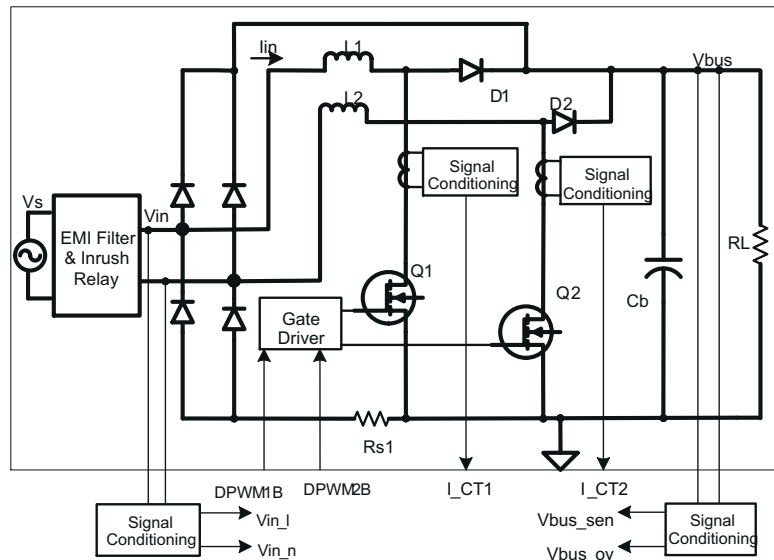 Iin
L1
Vbus
D1
L2
D2
Signal
Conditioning
Signal
Conditioning
Vs
Vin
EMI Filter
& Inrush
Relay
RL
Q1
Q2
Cb
Gate
Driver
Rs1
DPWM1B
DPWM2B
I_CT1
I_CT2
Signal
Conditioning
Vin_l
Vin_n
Vbus_sen
Vbus_ov
Signal
Conditioning